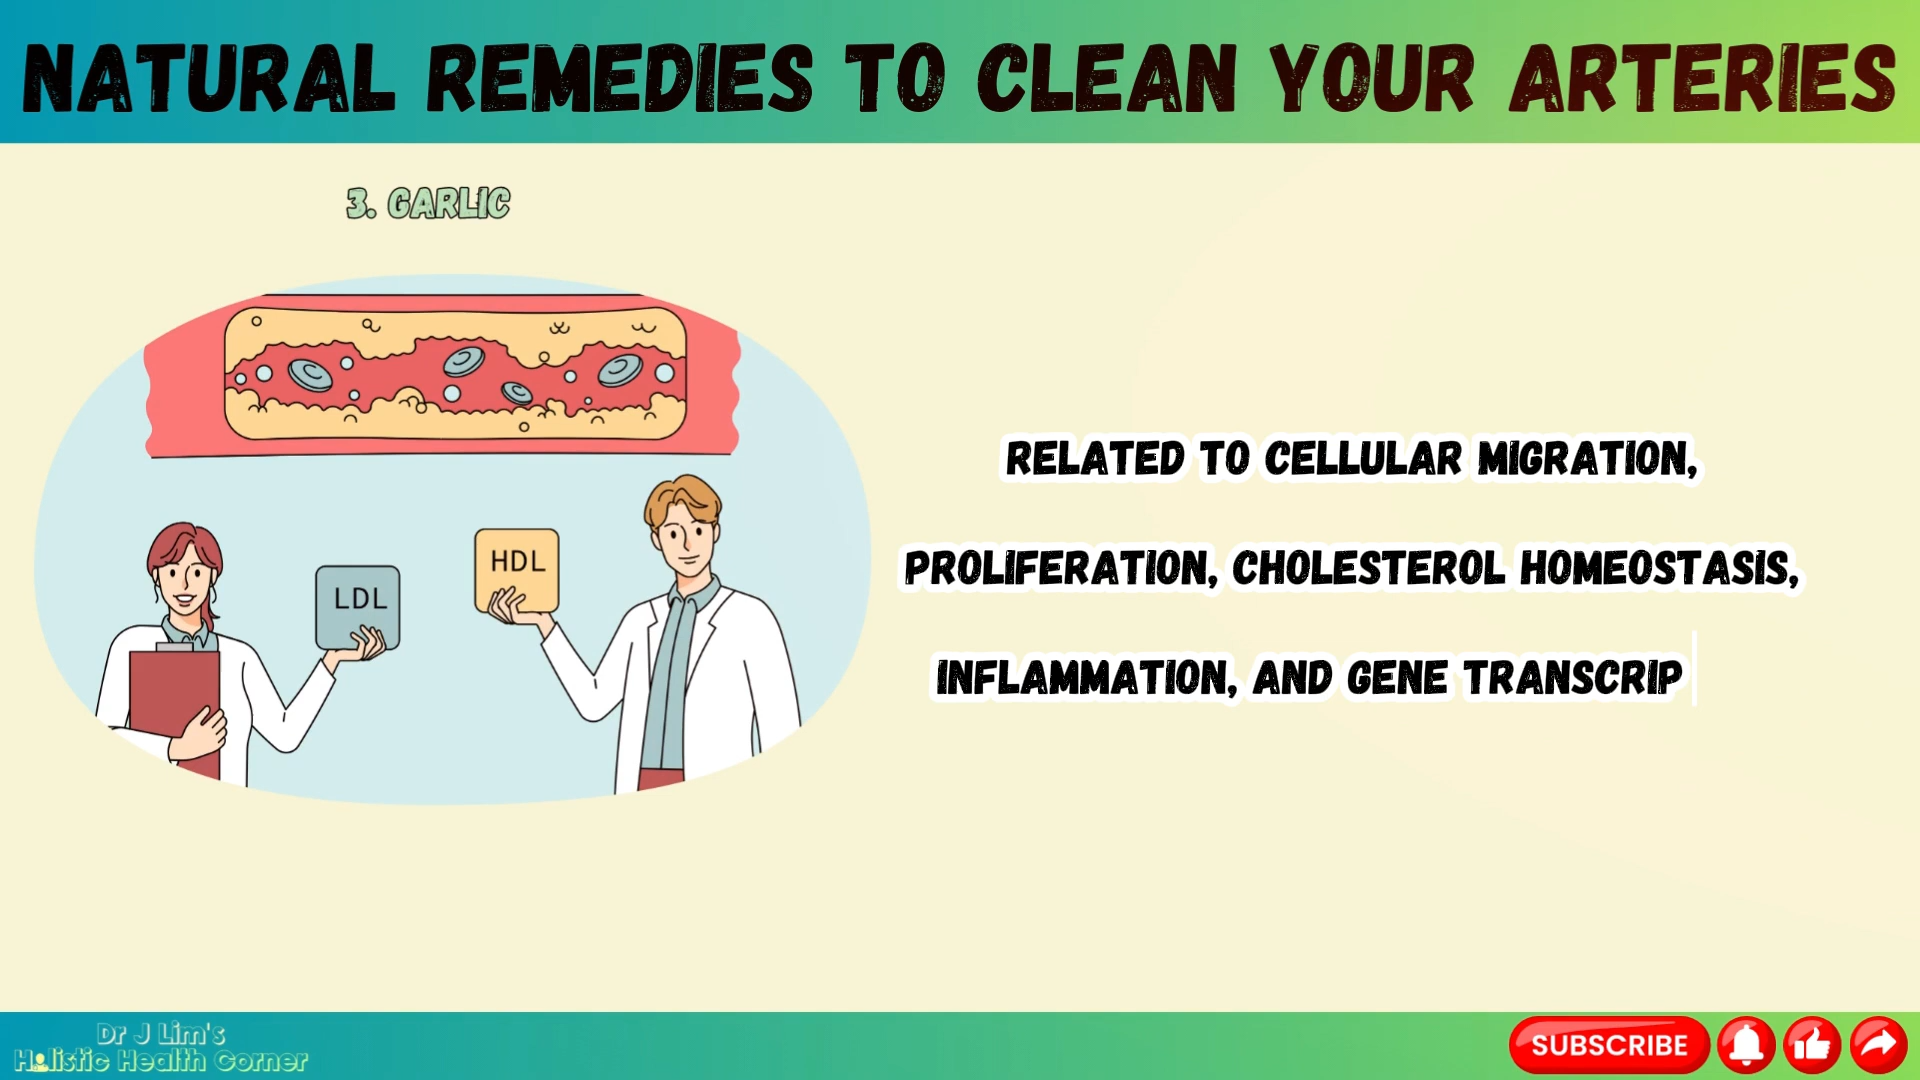 NATURAL REMEDIES TO CLEAN YOUR ARTERIES
3. GARLIC
LDL
HDL
RELATED TO CELLULAR MIGRATION,
PROLIFERATION, CHOLESTEROL HOMEOSTASIS,
INFLAMMATION, AND GENE TRANSCRIP
Dr J Lim's
Holistic Health Corner
SUBSCRIBE